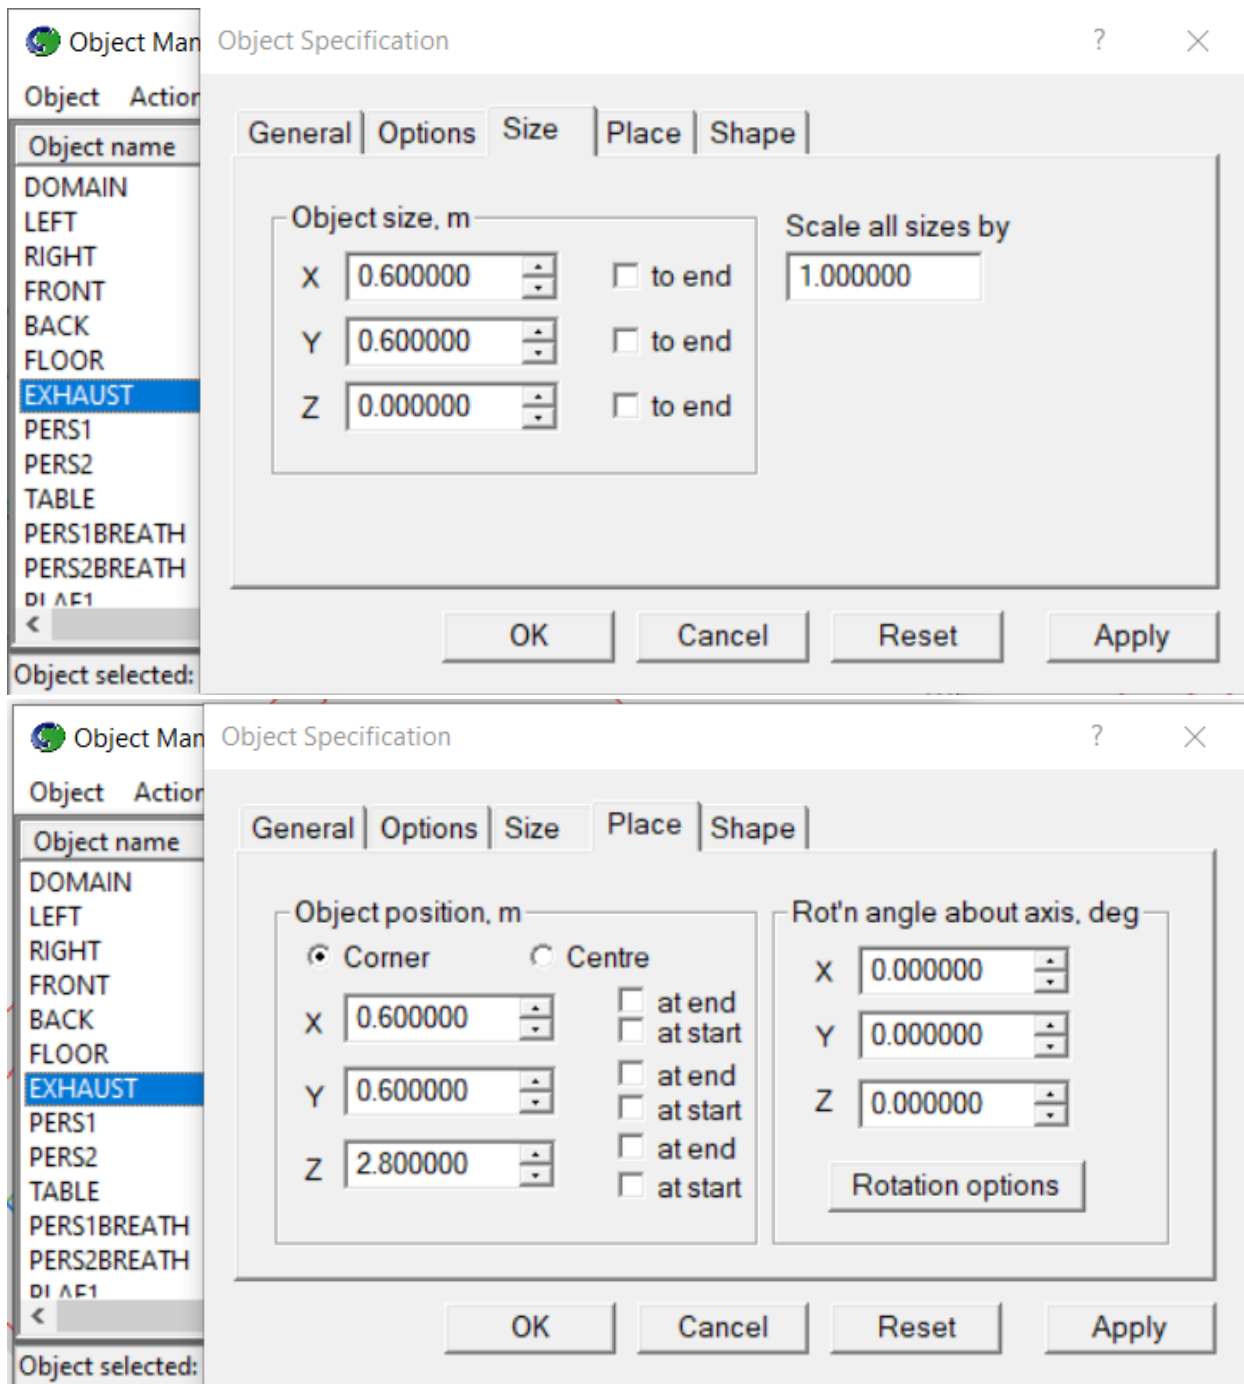 Object Man
Object Specification
?
Object Action
General Options Size Place Shape
Object name
DOMAIN
LEFT
RIGHT
FRONT
BACK
FLOOR
EXHAUST
PERS1
PERS2
TABLE
PERS1BREATH
PERS2BREATH
PLAF1
Object size, m
X 0.600000 to end
Y 0.600000 to end
Z 0.000000 to end
Scale all sizes by
1.000000
OK Cancel Reset Apply
Object selected:
Object Man
Object Specification
?
Object Action
General Options Size Place Shape
Object name
DOMAIN
LEFT
RIGHT
FRONT
BACK
FLOOR
EXHAUST
PERS1
PERS2
TABLE
PERS1BREATH
PERS2BREATH
PLAF1
Object position, m
Corner Centre
X 0.600000 at end
at start
Y 0.600000 at end
at start
Z 2.800000 at end
at start
Rot'n angle about axis, deg
X 0.000000
Y 0.000000
Z 0.000000
Rotation options
OK Cancel Reset Apply
Object selected: